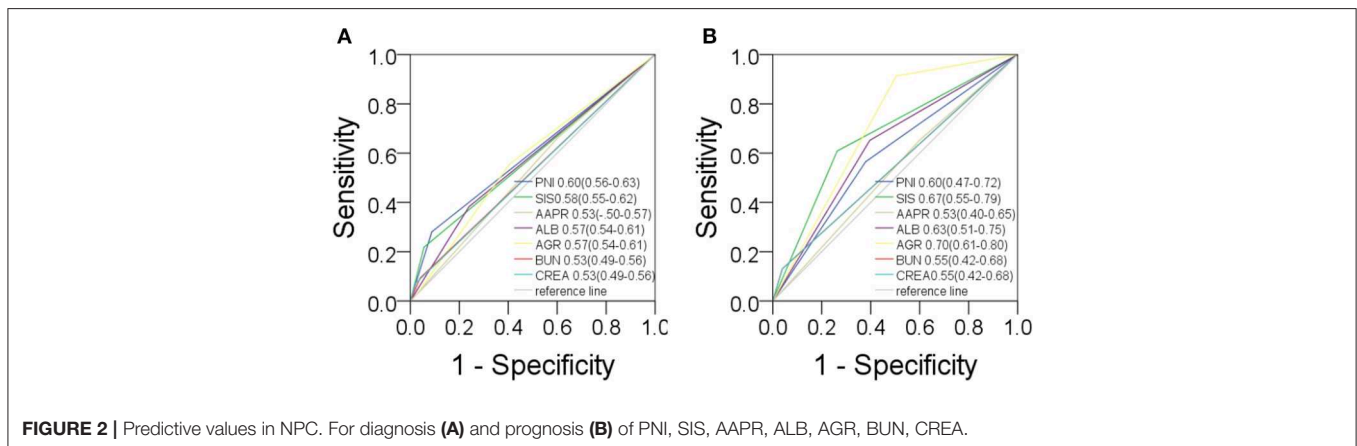 A
B
1.0
0.8
0.6
0.4
0.2
0.0
Sensitivity
PNI 0.60(0.56-0.63)
SIS0.58(0.55-0.62)
AAPR 0.53(-.50-0.57)
ALB 0.57(0.54-0.61)
AGR 0.57(0.54-0.61)
BUN 0.53(0.49-0.56)
CREA 0.53(0.49-0.56)
reference line
0.0 0.2 0.4 0.6 0.8 1.0
1 - Specificity
1.0
0.8
0.6
0.4
0.2
0.0
Sensitivity
PNI 0.60(0.47-0.72)
SIS 0.67(0.55-0.79)
AAPR 0.53(0.40-0.65)
ALB 0.63(0.51-0.75)
AGR 0.70(0.61-0.80)
BUN 0.55(0.42-0.68)
CREA0.55(0.42-0.68)
reference line
0.0 0.2 0.4 0.6 0.8 1.0
1 - Specificity
FIGURE 2 | Predictive values in NPC. For diagnosis (A) and prognosis (B) of PNI, SIS, AAPR, ALB, AGR, BUN, CREA.